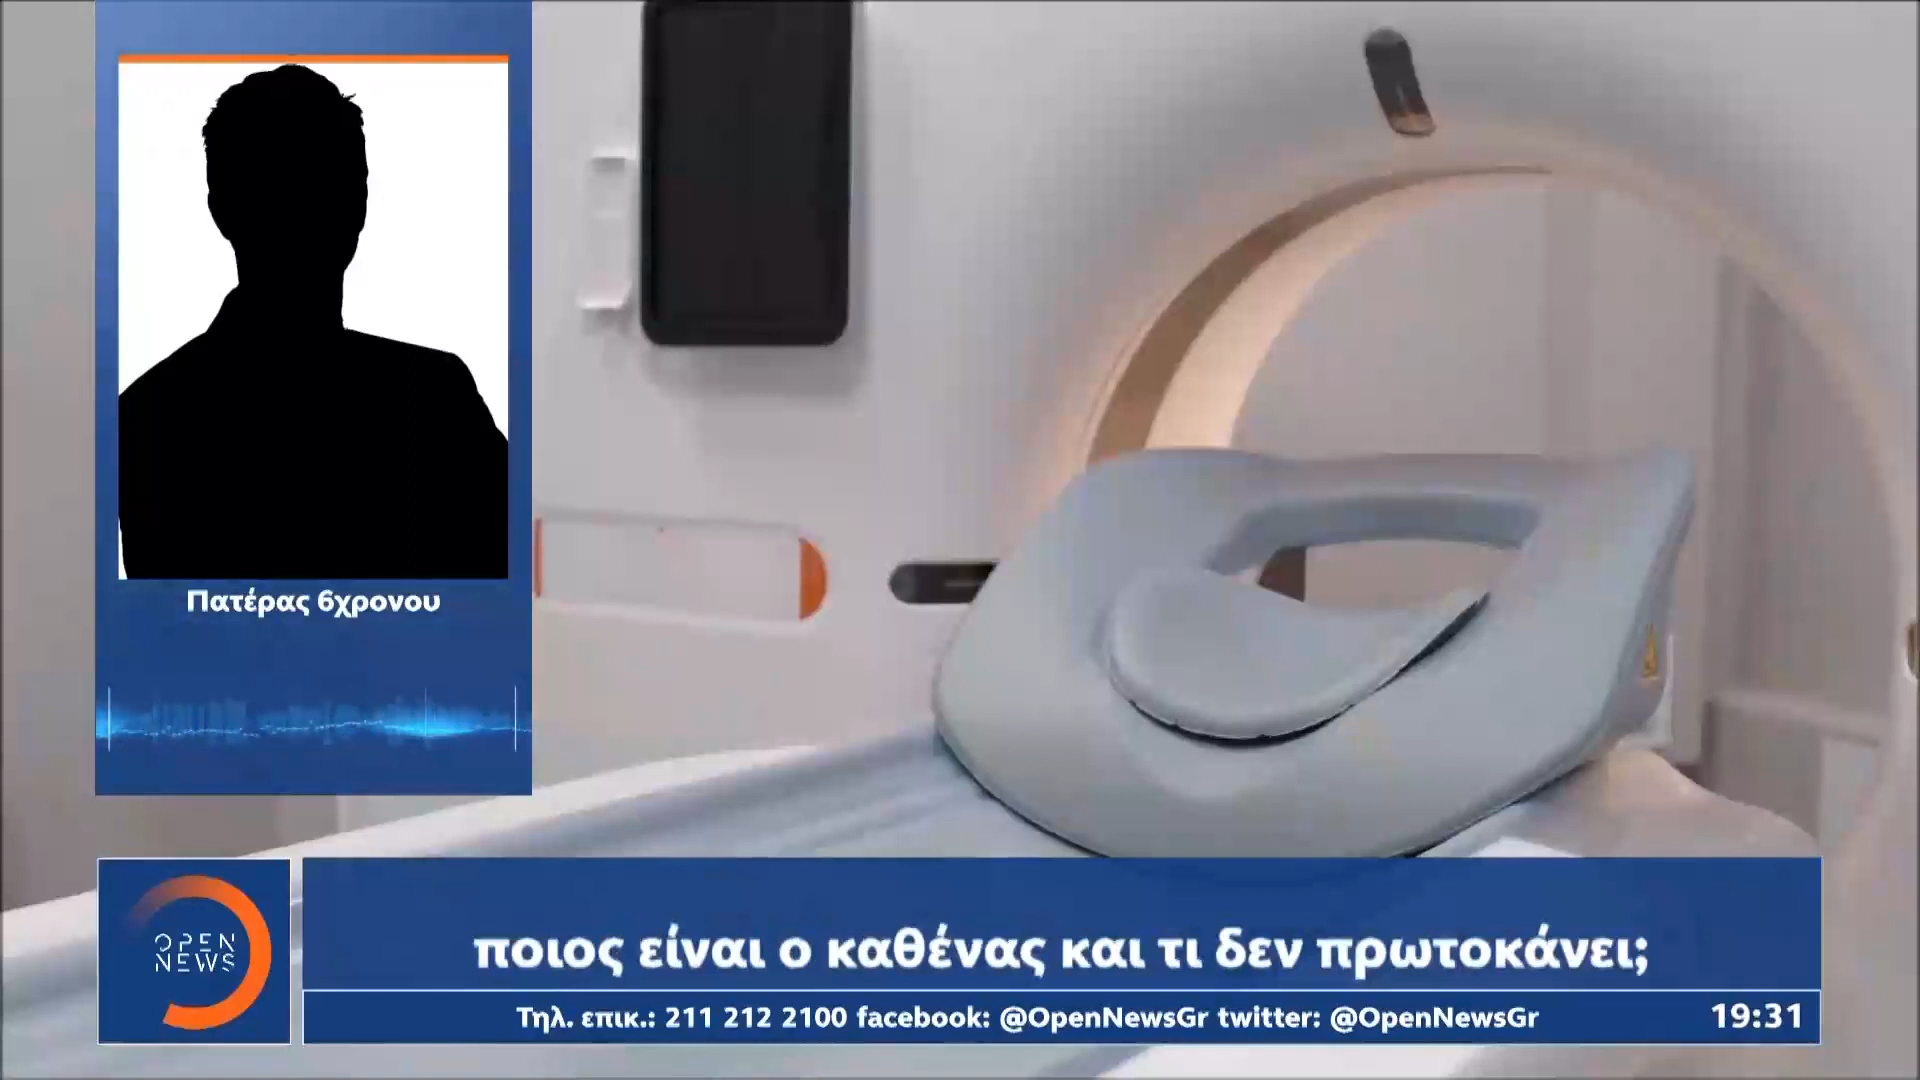 Πατέρας 6χρονου
OPEN
NEWS
ποιος είναι ο καθένας και τι δεν πρωτοκάνει;
Τηλ. επικ.: 211 212 2100 facebook: @OpenNewsGr twitter: @OpenNewsGr
19:31